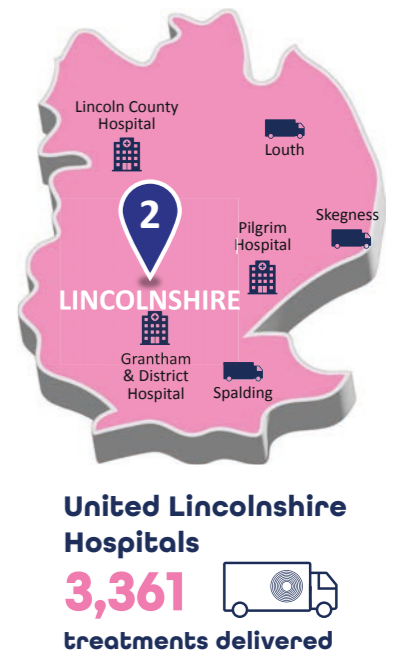 Lincoln County
Hospital
Louth
2
Skegness
Pilgrim
Hospital
LINCOLNSHIRE
Grantham
& District
Hospital
Spalding
United Lincolnshire
Hospitals
3,361
treatments delivered